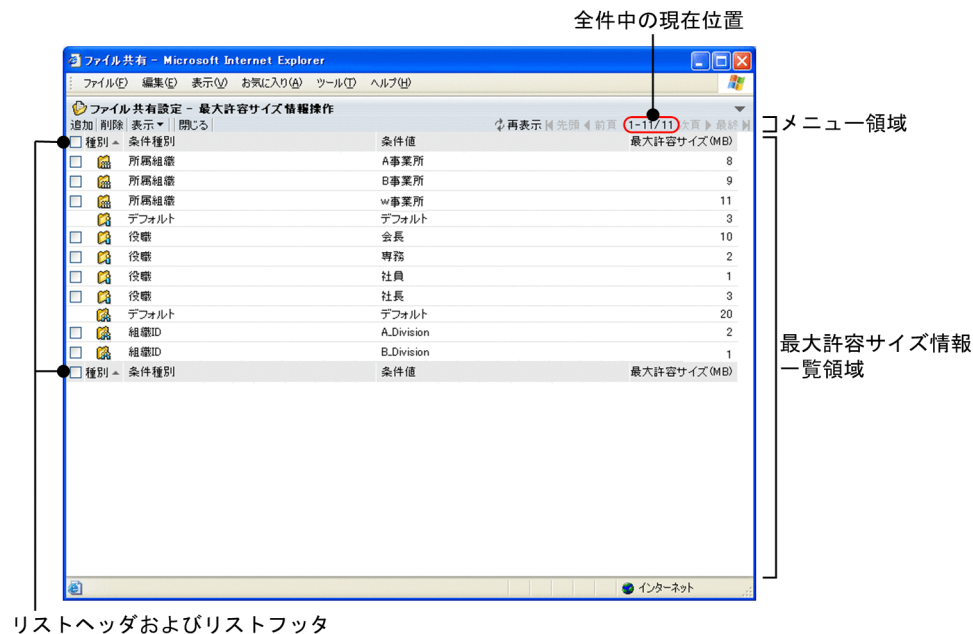 全件中の現在位置
ファイル共有 - Microsoft Internet Explorer
ファイル(F) 編集(E) 表示(V) お気に入り(A) ツール(T) ヘルプ(H)
ファイル共有設定 - 最大許容サイズ情報操作
追加 削除 表示 閉じる 再表示 先頭 前頁 1-11/11 次頁 最終
メニュー領域
種別 条件種別 条件値 最大許容サイズ(MB)
所属組織 A事業所 8
所属組織 B事業所 9
所属組織 w事業所 11
デフォルト デフォルト 3
役職 会長 10
役職 専務 2
役職 社員 1
役職 社長 3
デフォルト デフォルト 20
組織ID A_Division 2
組織ID B_Division 1
種別 条件種別 条件値 最大許容サイズ(MB)
最大許容サイズ情報
一覧領域
インターネット
リストヘッダおよびリストフッタ